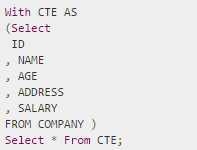 With CTE AS
(Select
ID
, NAME
, AGE
, ADDRESS
, SALARY
FROM COMPANY )
Select * From CTE;